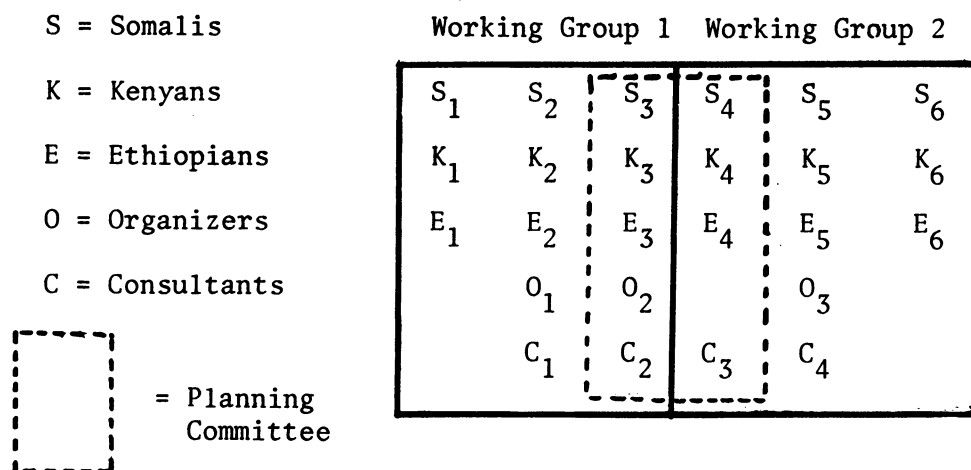 S = Somalis
K = Kenyans
E = Ethiopians
O = Organizers
C = Consultants
= Planning
Committee
Working Group 1 Working Group 2
S1 S2 S3 S4 S5 S6
K1 K2 K3 K4 K5 K6
E1 E2 E3 E4 E5 E6
O1 O2 O3
C1 C2 C3 C4